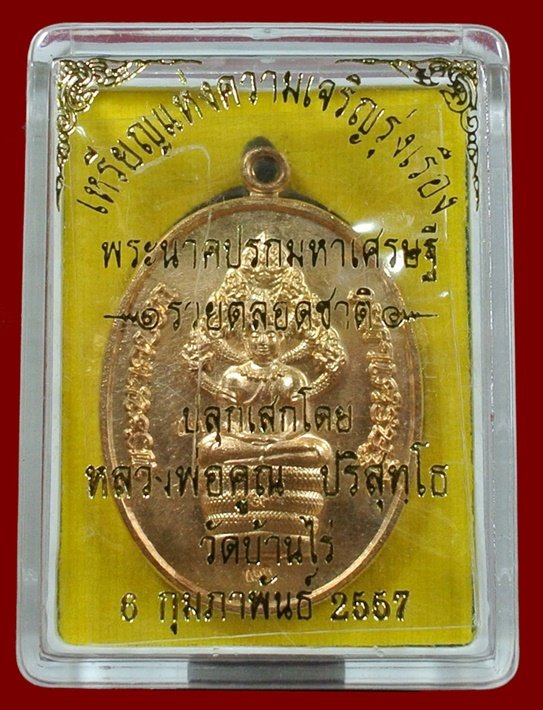 เหรียญแห่งความเจริญรุ่งเรือง
พระนาคปรกมหาเศรษฐี
รวยตลอดชาติ
ปลุกเสกโดย
หลวงพ่อคูณ ปริสุทฺโธ
วัดบ้านไร่
6 กุมภาพันธ์ 2557